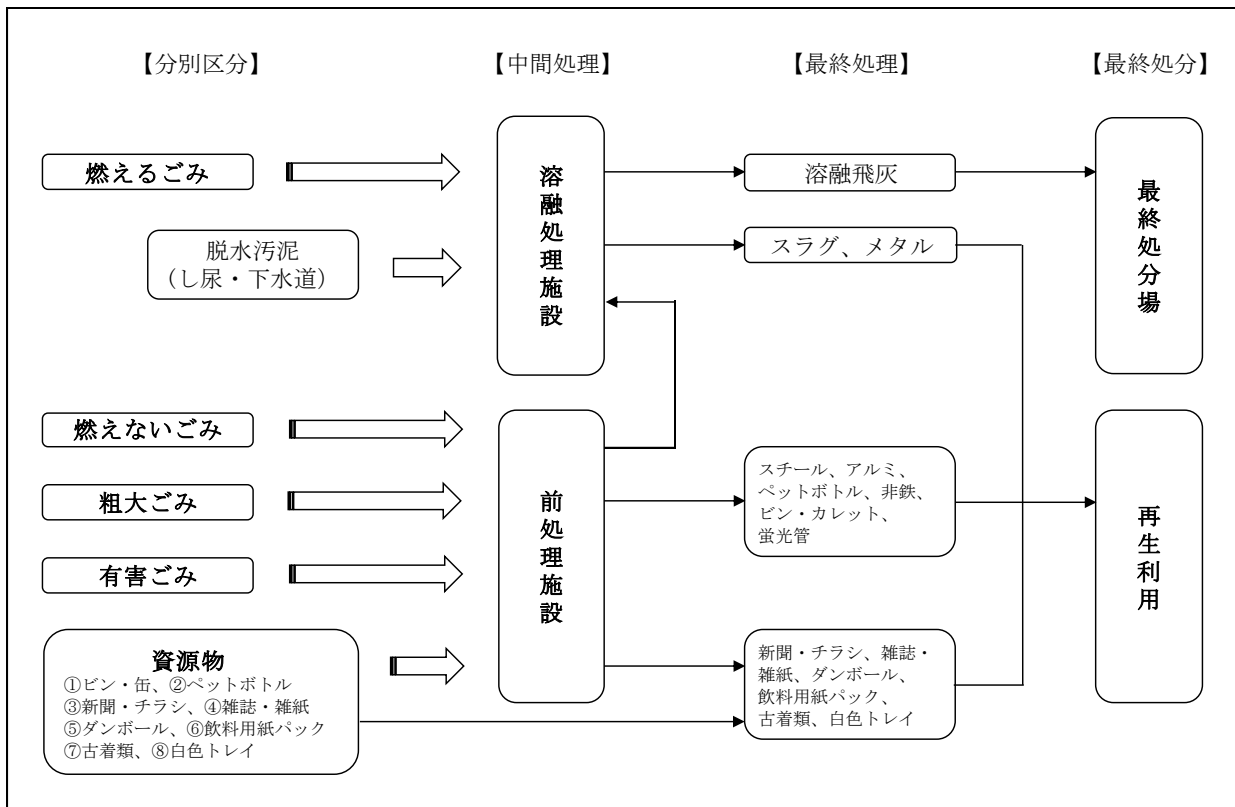 【分別区分】
【中間処理】
【最終処理】
【最終処分】
燃えるごみ
脱水汚泥
（し尿・下水道）
溶融処理施設
溶融飛灰
スラグ、メタル
最終処分場
燃えないごみ
粗大ごみ
有害ごみ
資源物
①ビン・缶、②ペットボトル
③新聞・チラシ、④雑誌・雑紙
⑤ダンボール、⑥飲料用紙パック
⑦古着類、⑧白色トレイ
前処理施設
スチール、アルミ、
ペットボトル、非鉄、
ビン・カレット、
蛍光管
新聞・チラシ、雑誌・
雑紙、ダンボール、
飲料用紙パック、
古着類、白色トレイ
再生利用